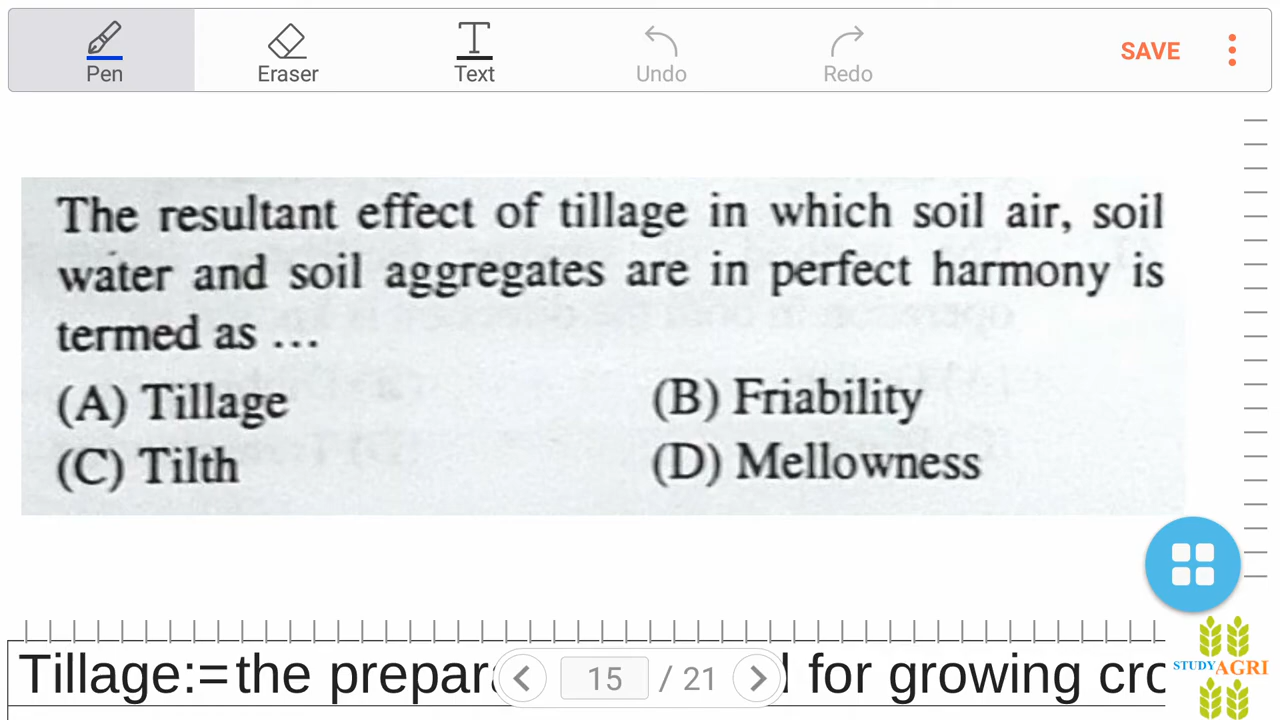 Pen
Eraser
Text
Undo
Redo
SAVE
The resultant effect of tillage in which soil air, soil
water and soil aggregates are in perfect harmony is
termed as ...
(A) Tillage (B) Friability
(C) Tilth (D) Mellowness
Tillage:=the for growing
15 / 21
STUDYAGRI